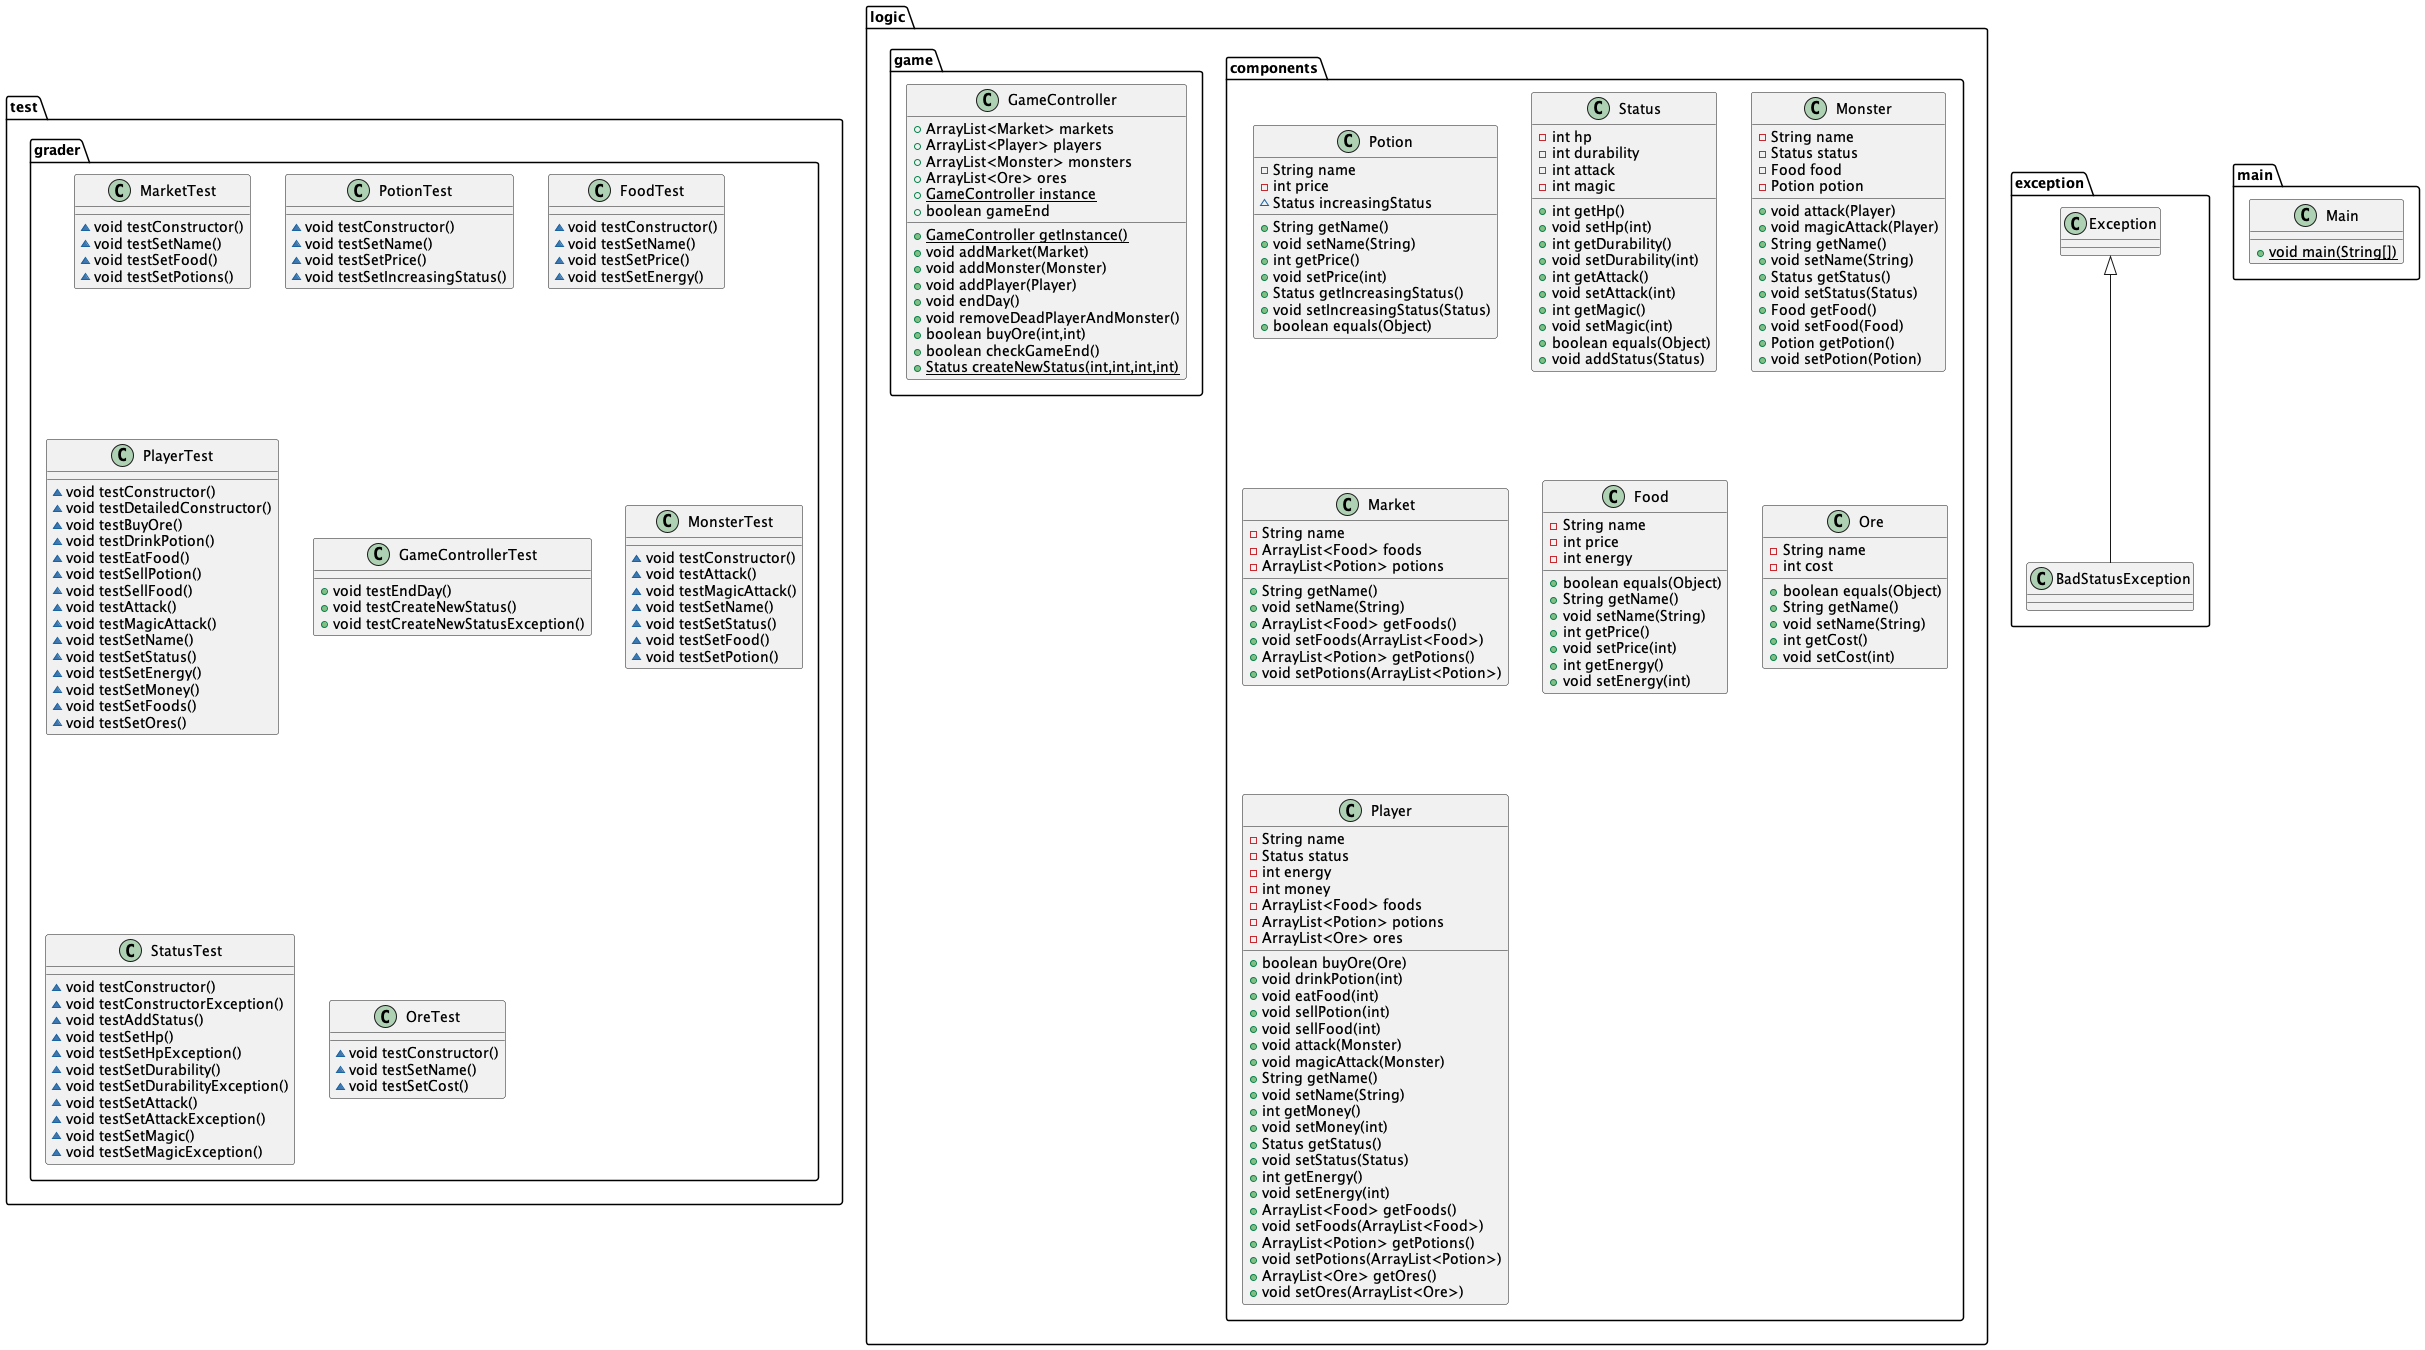 test
grader
C MarketTest
void testConstructor()
void testSetName()
void testSetFood()
void testSetPotions()
C PotionTest
void testConstructor()
void testSetName()
void testSetPrice()
void testSetIncreasingStatus()
C FoodTest
void testConstructor()
void testSetName()
void testSetPrice()
void testSetEnergy()
C PlayerTest
void testConstructor()
void testDetailedConstructor()
void testBuyOre()
void testDrinkPotion()
void testEatFood()
void testSellPotion()
void testSellFood()
void testAttack()
void testMagicAttack()
void testSetName()
void testSetStatus()
void testSetEnergy()
void testSetMoney()
void testSetFoods()
void testSetOres()
C GameControllerTest
void testEndDay()
void testCreateNewStatus()
void testCreateNewStatusException()
C MonsterTest
void testConstructor()
void testAttack()
void testMagicAttack()
void testSetName()
void testSetStatus()
void testSetFood()
void testSetPotion()
C StatusTest
void testConstructor()
void testConstructorException()
void testAddStatus()
void testSetHp()
void testSetHpException()
void testSetDurability()
void testSetDurabilityException()
void testSetAttack()
void testSetAttackException()
void testSetMagic()
void testSetMagicException()
C OreTest
void testConstructor()
void testSetName()
void testSetCost()
logic
game
C GameController
ArrayList<Market> markets
ArrayList<Player> players
ArrayList<Monster> monsters
ArrayList<Ore> ores
GameController instance
boolean gameEnd
GameController getInstance()
void addMarket(Market)
void addMonster(Monster)
void addPlayer(Player)
void endDay()
void removeDeadPlayerAndMonster()
boolean buyOre(int,int)
boolean checkGameEnd()
Status createNewStatus(int,int,int,int)
components
C Potion
String name
int price
Status increasingStatus
String getName()
void setName(String)
int getPrice()
void setPrice(int)
Status getIncreasingStatus()
void setIncreasingStatus(Status)
boolean equals(Object)
C Status
int hp
int durability
int attack
int magic
int getHp()
void setHp(int)
int getDurability()
void setDurability(int)
int getAttack()
void setAttack(int)
int getMagic()
void setMagic(int)
boolean equals(Object)
void addStatus(Status)
C Monster
String name
Status status
Food food
Potion potion
void attack(Player)
void magicAttack(Player)
String getName()
void setName(String)
Status getStatus()
void setStatus(Status)
Food getFood()
void setFood(Food)
Potion getPotion()
void setPotion(Potion)
C Market
String name
ArrayList<Food> foods
ArrayList<Potion> potions
String getName()
void setName(String)
ArrayList<Food> getFoods()
void setFoods(ArrayList<Food>)
ArrayList<Potion> getPotions()
void setPotions(ArrayList<Potion>)
C Food
String name
int price
int energy
boolean equals(Object)
String getName()
void setName(String)
int getPrice()
void setPrice(int)
int getEnergy()
void setEnergy(int)
C Ore
String name
int cost
boolean equals(Object)
String getName()
void setName(String)
int getCost()
void setCost(int)
C Player
String name
Status status
int energy
int money
ArrayList<Food> foods
ArrayList<Potion> potions
ArrayList<Ore> ores
boolean buyOre(Ore)
void drinkPotion(int)
void eatFood(int)
void sellPotion(int)
void sellFood(int)
void attack(Monster)
void magicAttack(Monster)
String getName()
void setName(String)
int getMoney()
void setMoney(int)
Status getStatus()
void setStatus(Status)
int getEnergy()
void setEnergy(int)
ArrayList<Food> getFoods()
void setFoods(ArrayList<Food>)
ArrayList<Potion> getPotions()
void setPotions(ArrayList<Potion>)
ArrayList<Ore> getOres()
void setOres(ArrayList<Ore>)
exception
C Exception
C BadStatusException
main
C Main
void main(String[])